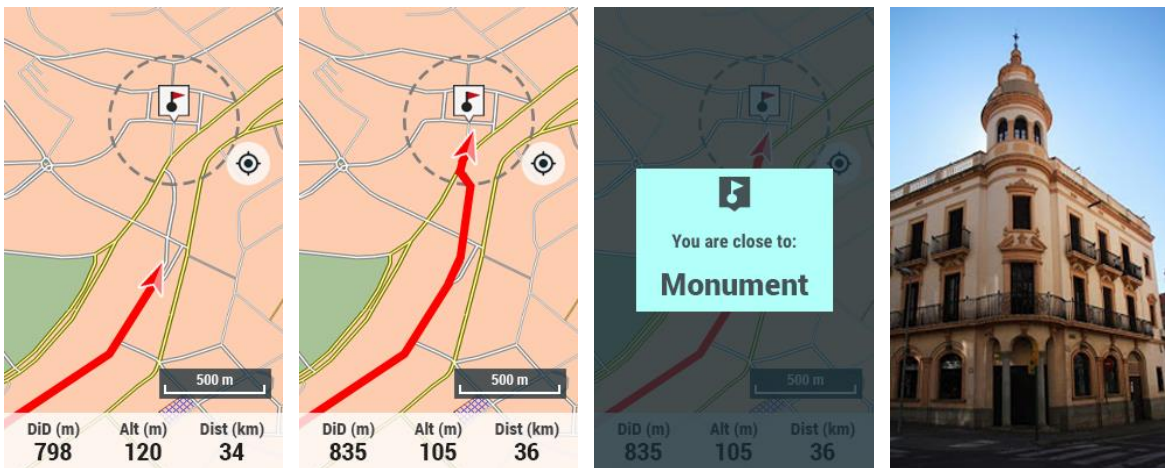 500 m
DiD (m) Alt (m) Dist (km)
798 120 34
500 m
DiD (m) Alt (m) Dist (km)
835 105 36
You are close to:
Monument
500 m
DiD (m) Alt (m) Dist (km)
835 105 36